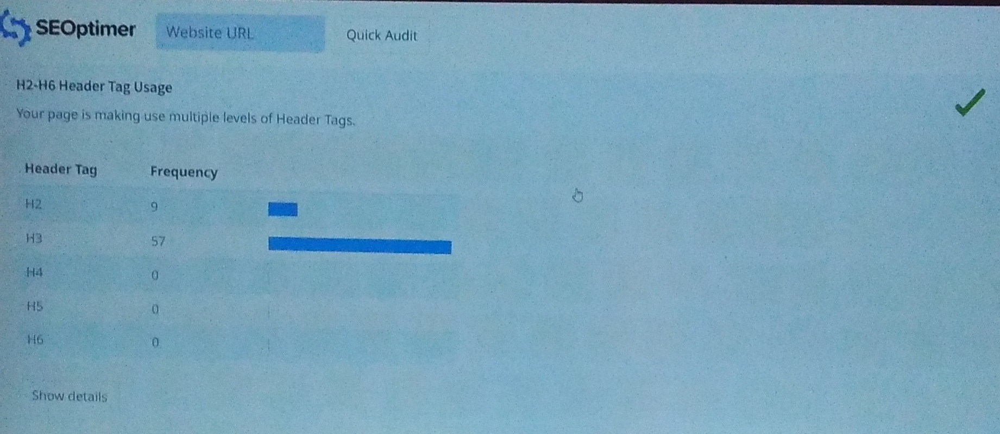 SEOptimer Website URL Quick Audit
H2-H6 Header Tag Usage
Your page is making use multiple levels of Header Tags.
Header Tag Frequency
H2 9
H3 57
H4 0
H5 0
H6 0
Show details